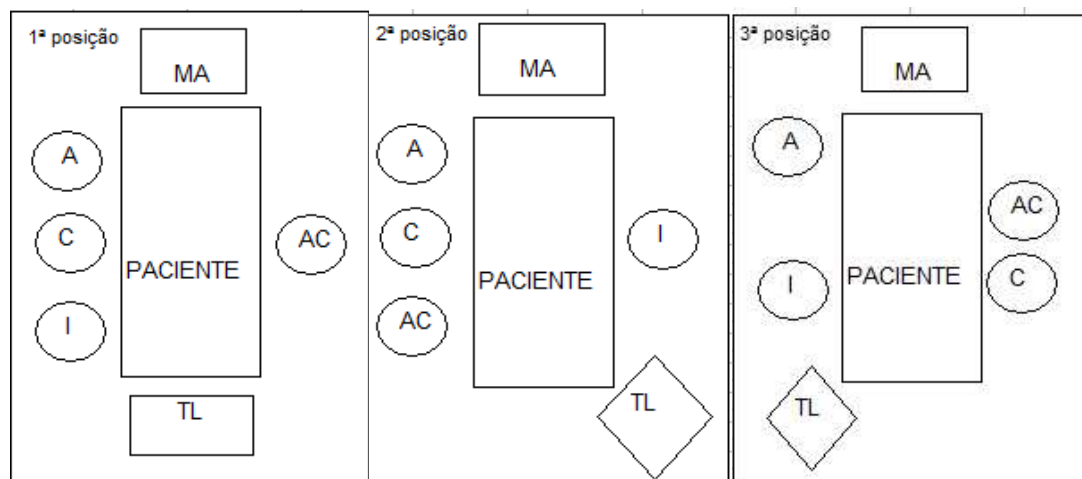 1ª posição
MA
A
C
AC
PACIENTE
I
TL
2ª posição
MA
A
C
I
PACIENTE
AC
TL
3ª posição
MA
A
AC
I
PACIENTE
C
TL